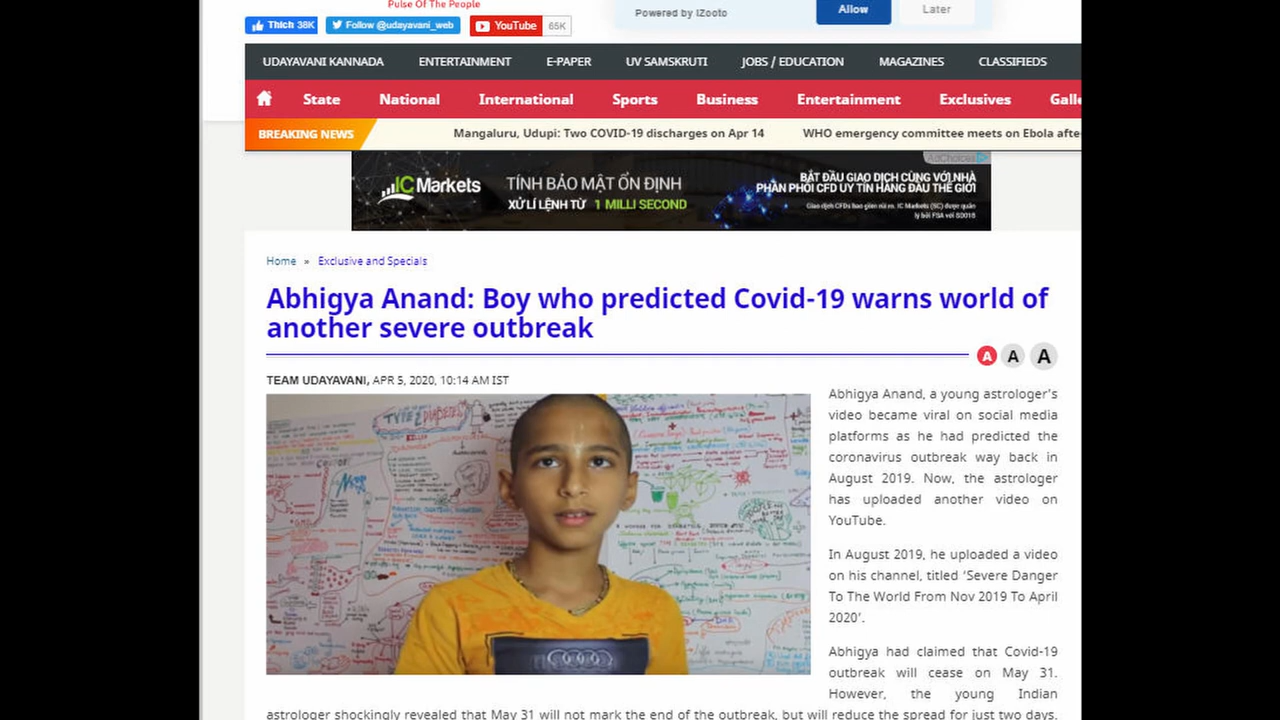 Pulse Of The People
Powered by iZooto
Allow
Later
Thích 38K
Follow @udayavani_web
YouTube
65K
UDAYAVANI KANNADA
ENTERTAINMENT
E-PAPER
UV SAMSKRUTI
JOBS / EDUCATION
MAGAZINES
CLASSIFIEDS
State
National
International
Sports
Business
Entertainment
Exclusives
Galle
BREAKING NEWS
Mangaluru, Udupi: Two COVID-19 discharges on Apr 14
WHO emergency committee meets on Ebola afte
AdChoices
IC Markets
TÍNH BẢO MẬT ỔN ĐỊNH
XỬ LÍ LỆNH TỪ 1 MILLI SECOND
BẮT ĐẦU GIAO DỊCH CÙNG VỚI NHÀ
PHÂN PHỐI CFD UY TÍN HÀNG ĐẦU THẾ GIỚI
Home » Exclusive and Specials
Abhigya Anand: Boy who predicted Covid-19 warns world of
another severe outbreak
A A A
TEAM UDAYAVANI, APR 5, 2020, 10:14 AM IST
TYPE 2 DIABETES
Abhigya Anand, a young astrologer's
video became viral on social media
platforms as he had predicted the
coronavirus outbreak way back in
August 2019. Now, the astrologer
has uploaded another video on
YouTube.
In August 2019, he uploaded a video
on his channel, titled ‘Severe Danger
To The World From Nov 2019 To April
2020’.
Abhigya had claimed that Covid-19
outbreak will cease on May 31.
However, the young Indian
astrologer shockingly revealed that May 31 will not mark the end of the outbreak, but will reduce the spread for just two days.